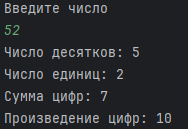 Введите число
52
Число десятков: 5
Число единиц: 2
Сумма цифр: 7
Произведение цифр: 10